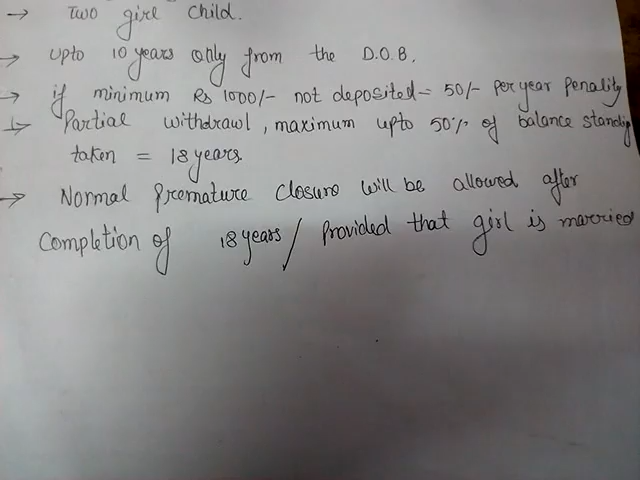 → Two girl child.
→ upto 10 years only from the D.O.B.
→ if minimum Rs 1000/- not deposited = 50/- per year penality
→ Partial withdrawl, maximum upto 50% of balance standing
taken = 18 years.
→ Normal premature closure will be allowed after
Completion of 18 years / Provided that girl is married